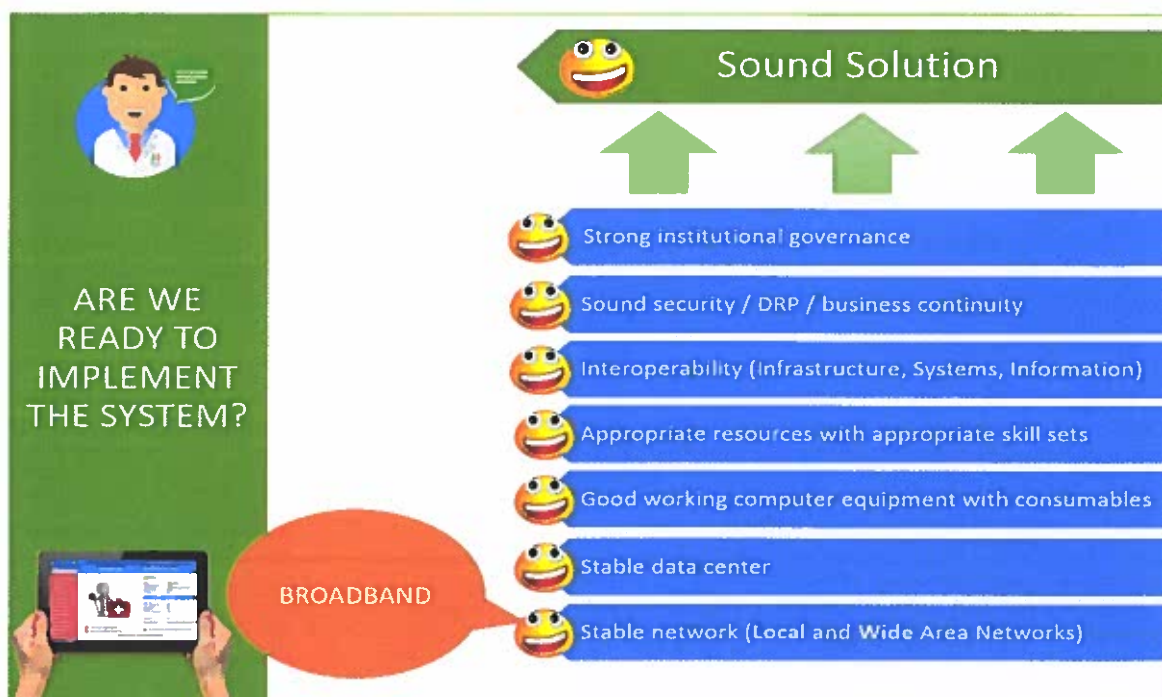 Sound Solution
ARE WE
READY TO
IMPLEMENT
THE SYSTEM?
Strong institutional governance
Sound security / DRP / business continuity
Interoperability (Infrastructure, Systems, Information)
Appropriate resources with appropriate skill sets
Good working computer equipment with consumables
Stable data center
BROADBAND
Stable network (Local and Wide Area Networks)